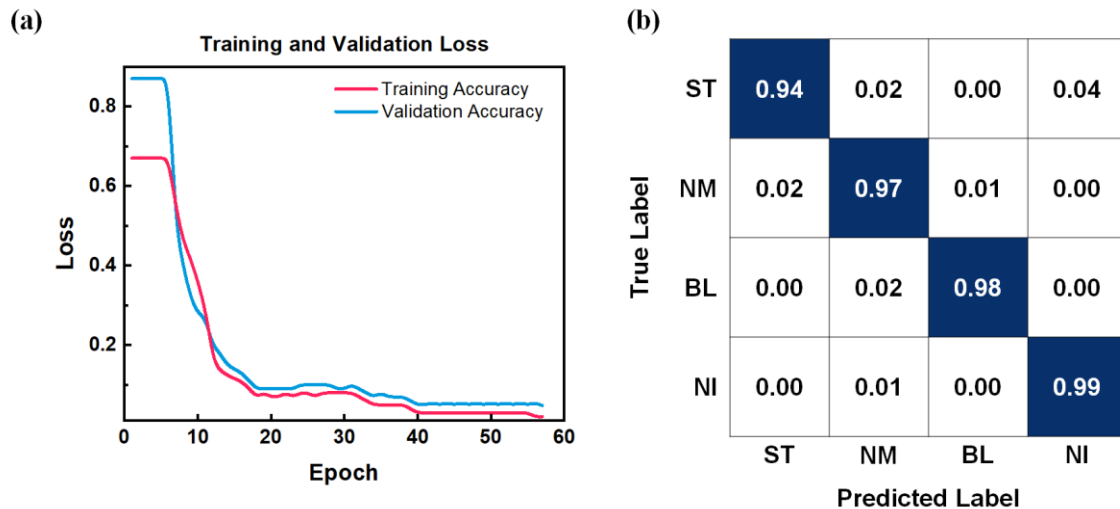 (a)
Training and Validation Loss
Training Accuracy
Validation Accuracy
Loss
0.8
0.6
0.4
0.2
0 10 20 30 40 50 60
Epoch
(b)
True Label
ST 0.94 0.02 0.00 0.04
NM 0.02 0.97 0.01 0.00
BL 0.00 0.02 0.98 0.00
NI 0.00 0.01 0.00 0.99
ST NM BL NI
Predicted Label